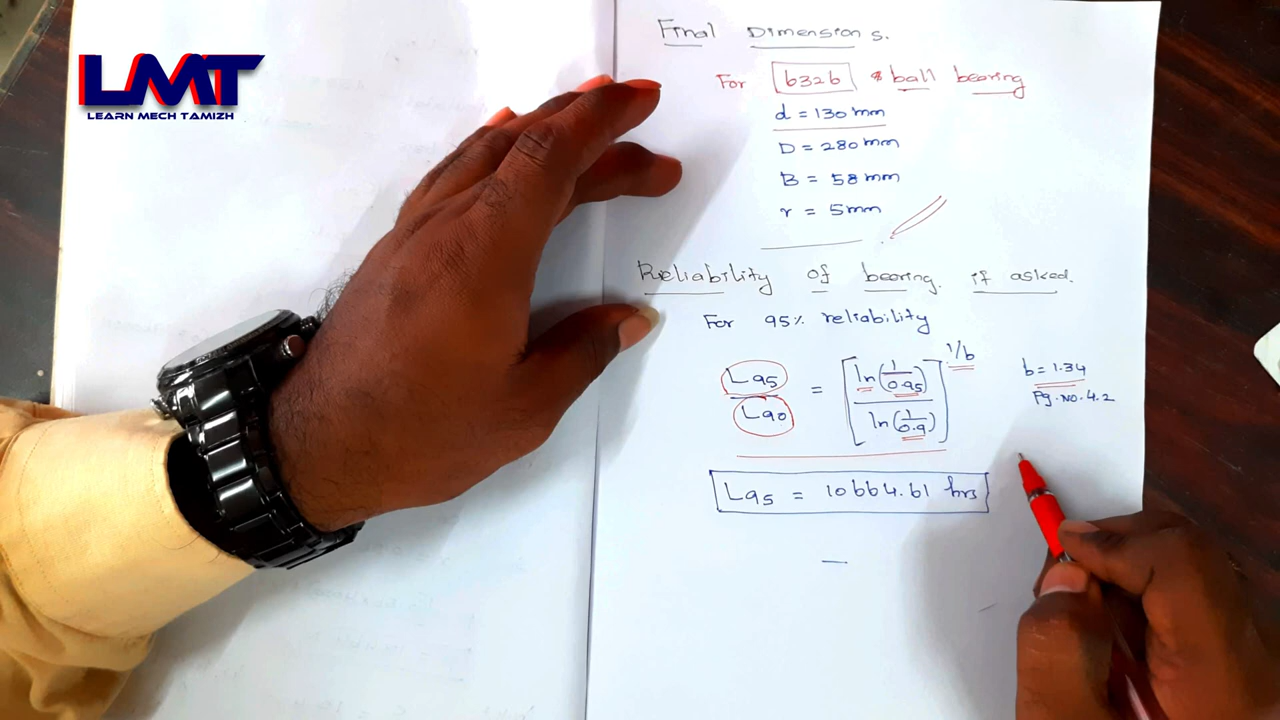 LMT
LEARN MECH TAMIZH
Final Dimensions.
For 6326 ball bearing
d = 130 mm
D = 280 mm
B = 58 mm
r = 5 mm
Reliability of bearing. if asked.
For 95% reliability
L95 / L90 = [ ln(1/0.95) / ln(1/0.9) ]^1/b
b = 1.34
Pg. No. 4.2
L95 = 10664.61 hrs